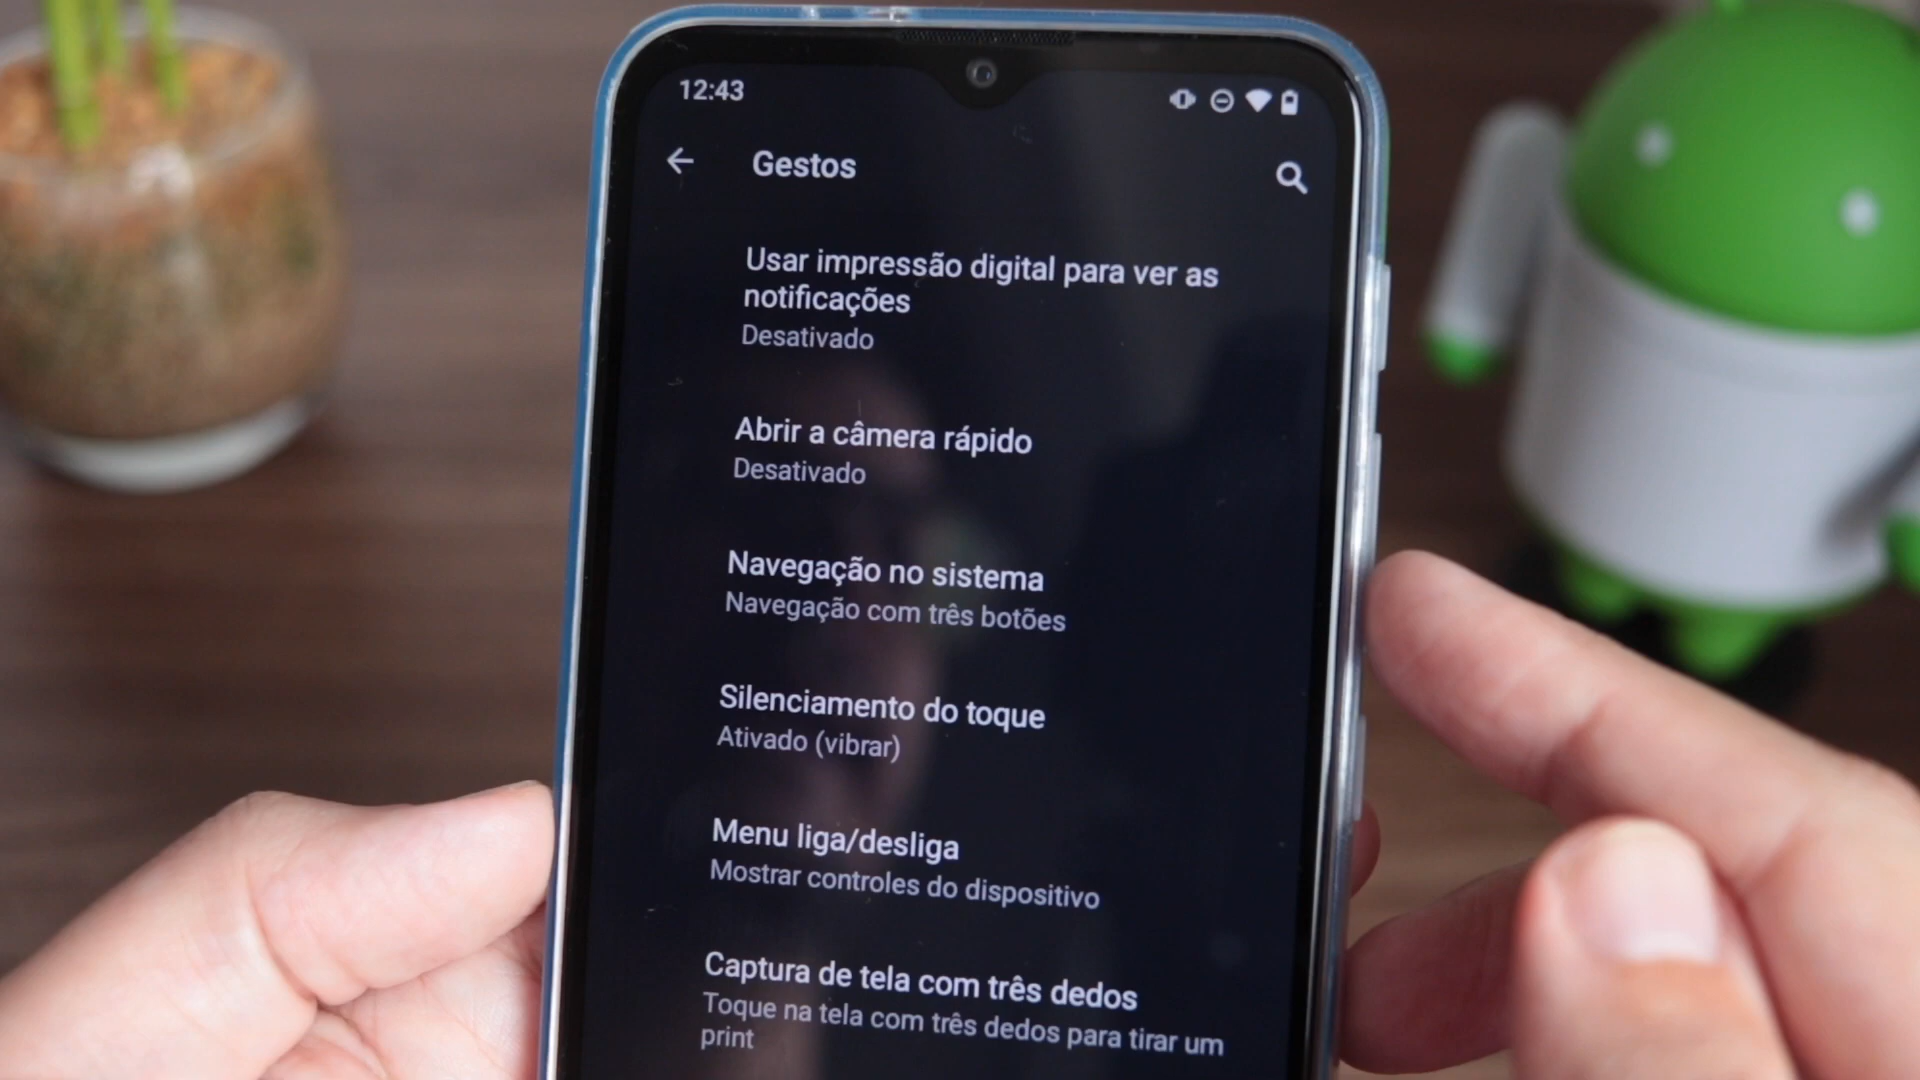 12:43
Gestos
Usar impressão digital para ver as
notificações
Desativado
Abrir a câmera rápido
Desativado
Navegação no sistema
Navegação com três botões
Silenciamento do toque
Ativado (vibrar)
Menu liga/desliga
Mostrar controles do dispositivo
Captura de tela com três dedos
Toque na tela com três dedos para tirar um
print